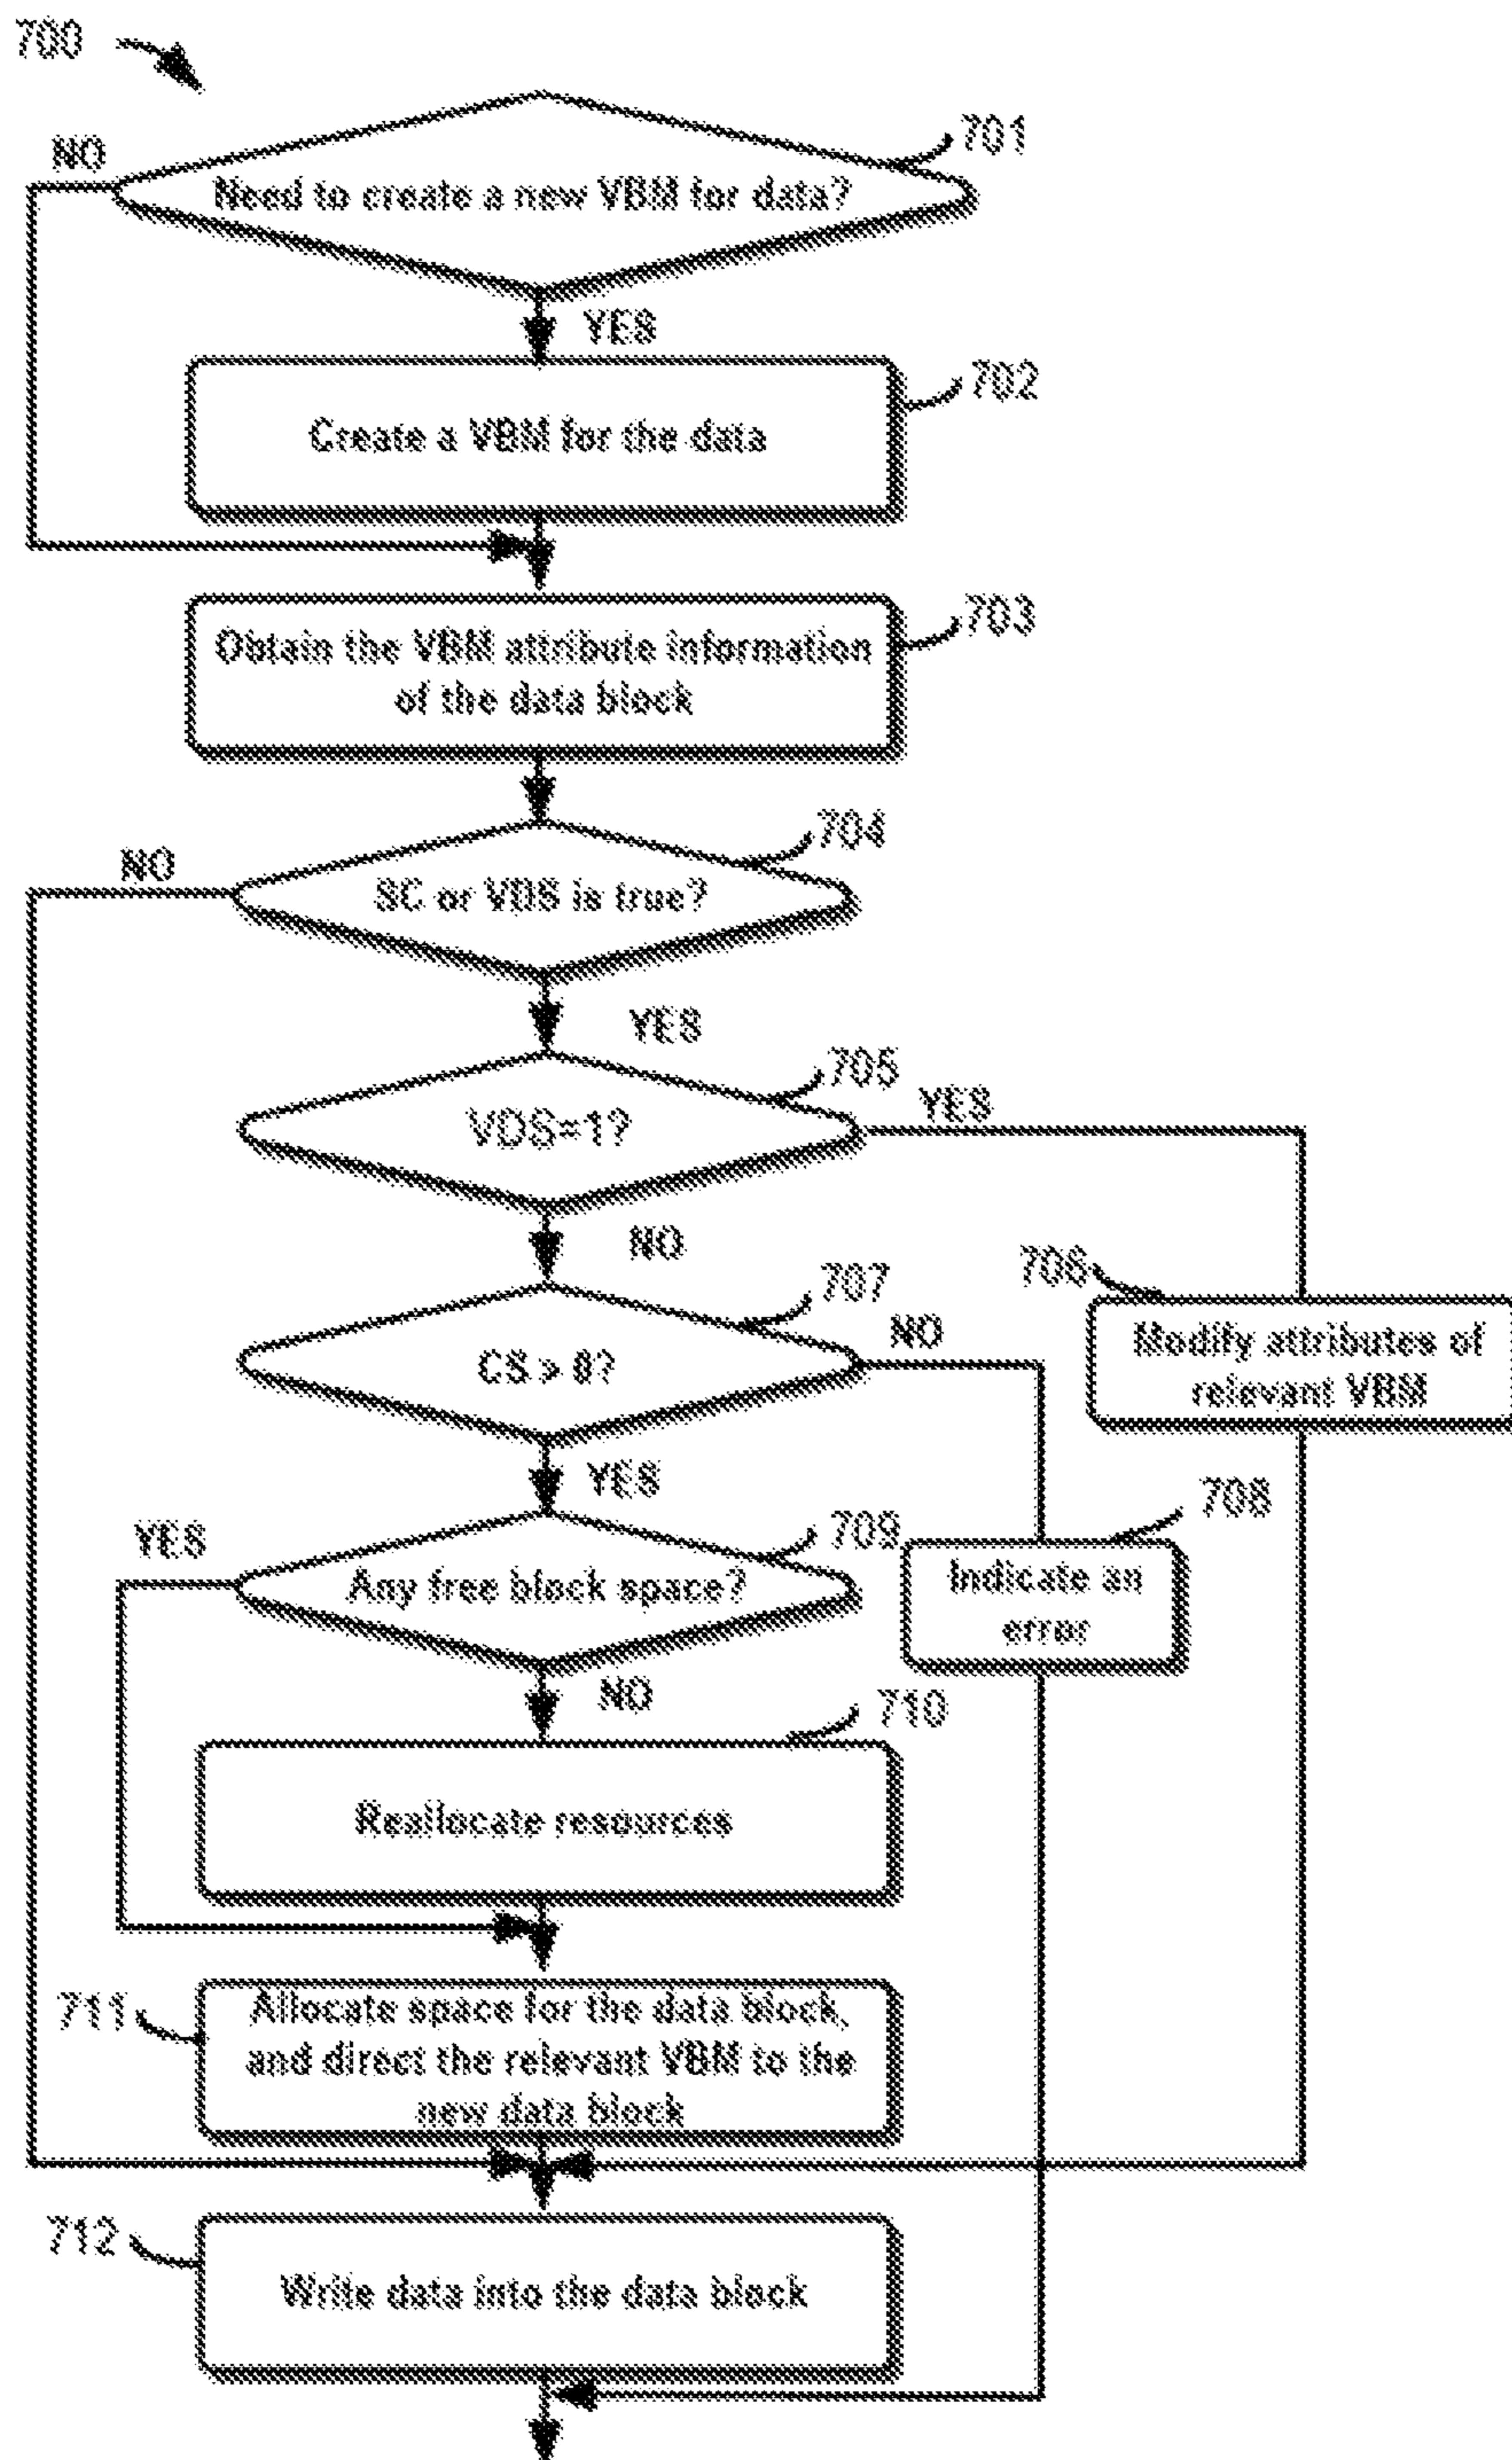 700
NO
701
Need to create a new VBM for data?
YES
702
Create a VBM for the data
703
Obtain the VBM attribute information
of the data block
704
NO
SC or VDS is true?
YES
705
VDS=1?
YES
NO
706
707
NO
Modify attributes of
relevant VBM
CS > 0?
YES
708
YES
709
Any free block space?
Indicate an
error
NO
710
Reallocate resources
711
Allocate space for the data block,
and direct the relevant VBM to the
new data block
712
Write data into the data block